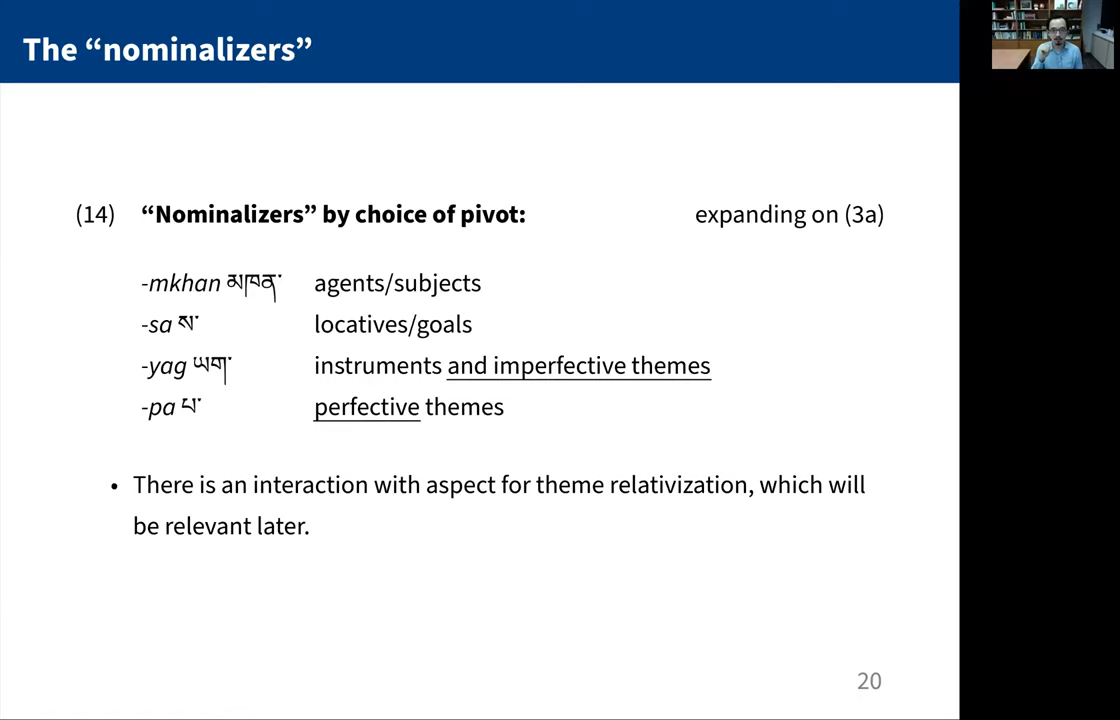 The “nominalizers”
(14) “Nominalizers” by choice of pivot: expanding on (3a)
-mkhan མཁན་ agents/subjects
-sa ས་ locatives/goals
-yag ཡག་ instruments and imperfective themes
-pa པ་ perfective themes
• There is an interaction with aspect for theme relativization, which will
be relevant later.
20